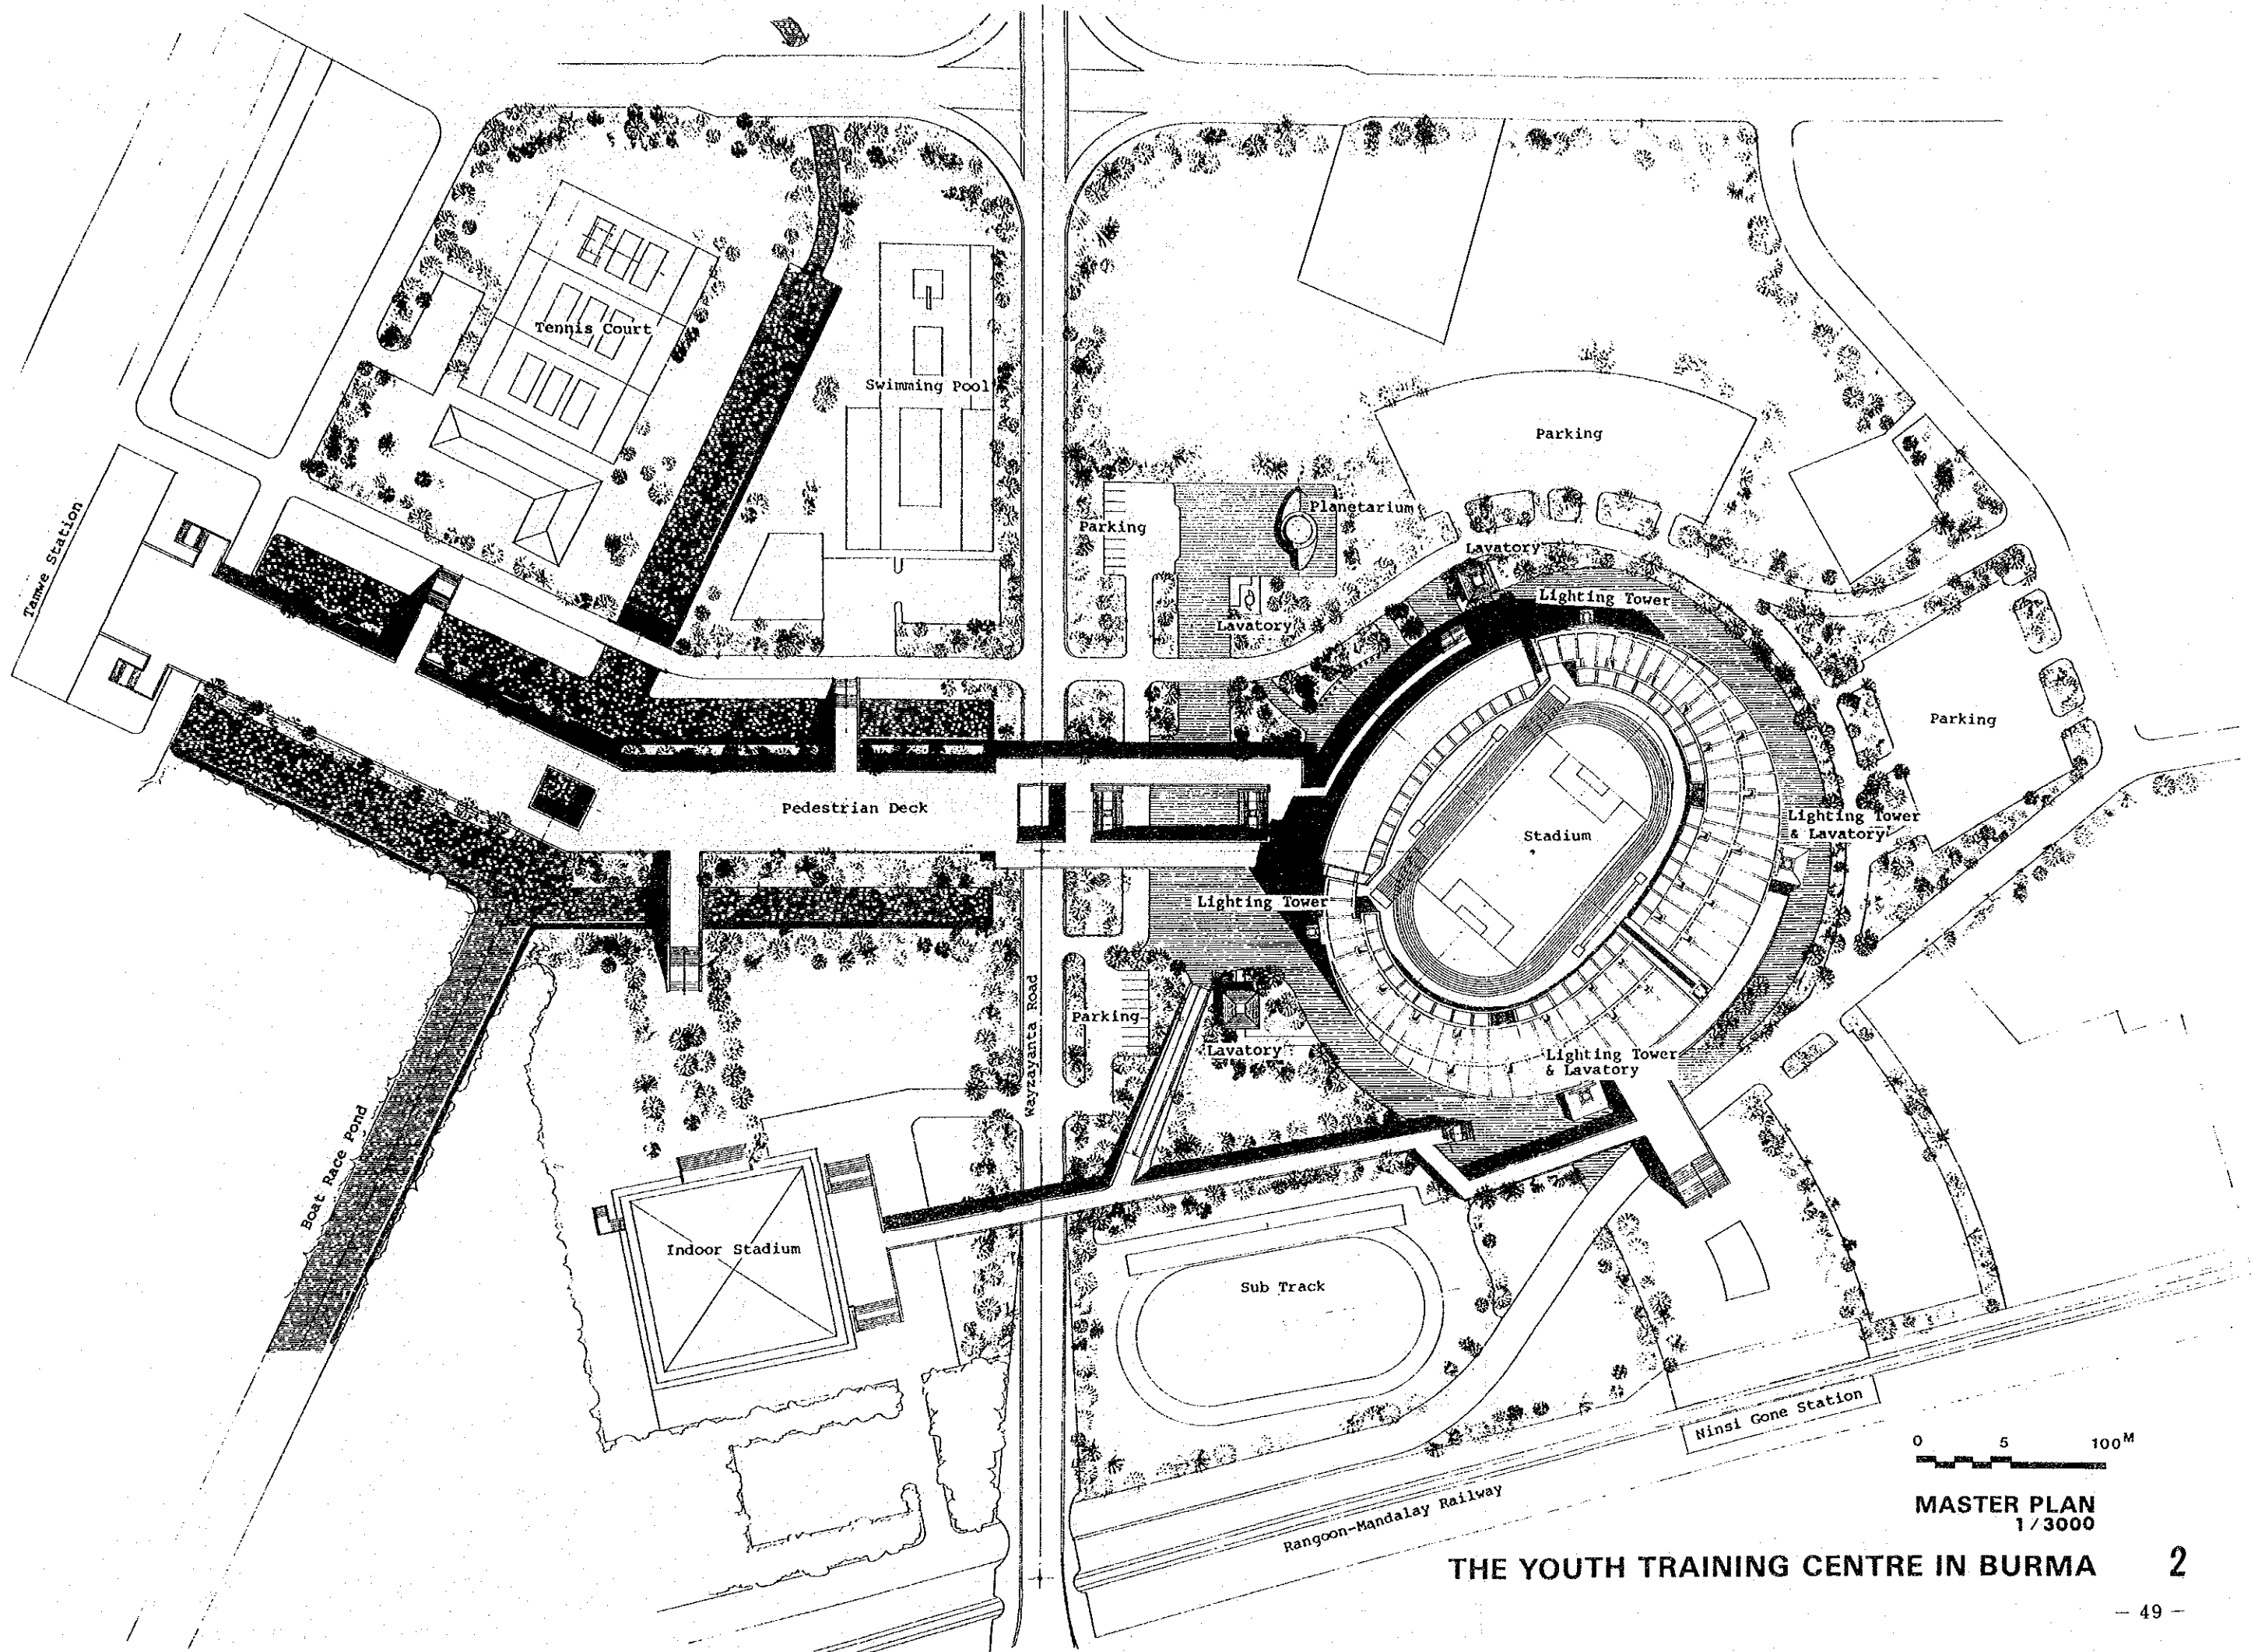 Tennis Court
Swimming Pool
Parking
Tamwe Station
Parking
Planetarium
Lavatory
Lighting Tower
Lavatory
Parking
Pedestrian Deck
Stadium
Lighting Tower
& Lavatory
Lighting Tower
Wayzayanta Road
Parking
Lavatory
Lighting Tower
& Lavatory
Boat Race Pond
Indoor Stadium
Sub Track
Ninsi Gone Station
Rangoon-Mandalay Railway
0 5 100M
MASTER PLAN
1/3000
THE YOUTH TRAINING CENTRE IN BURMA 2
- 49 -